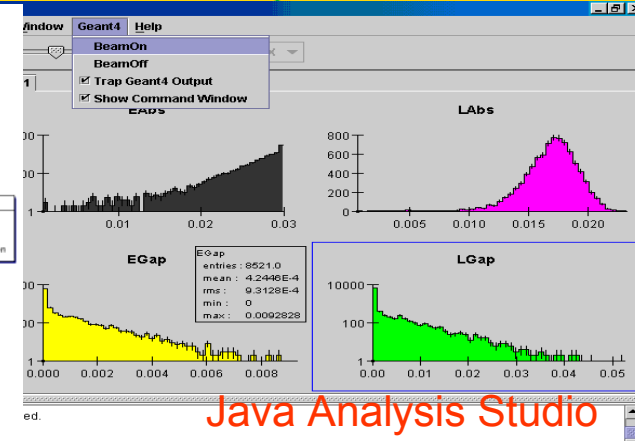 Window Geant4 Help
BeamOn
BeamOff
Trap Geant4 Output
Show Command Window
1
EAbs
LAbs
1
0.01 0.02 0.03
800
600
400
200
0
0.005 0.010 0.015 0.020
EGap
EGap
entries : 8521.0
mean : 4.2446E-4
rms : 9.3128E-4
min : 0
max : 0.0092828
LGap
1
0.000 0.002 0.004 0.006 0.008
10000
100
1
0.00 0.01 0.02 0.03 0.04 0.05
ed.
Java Analysis Studio